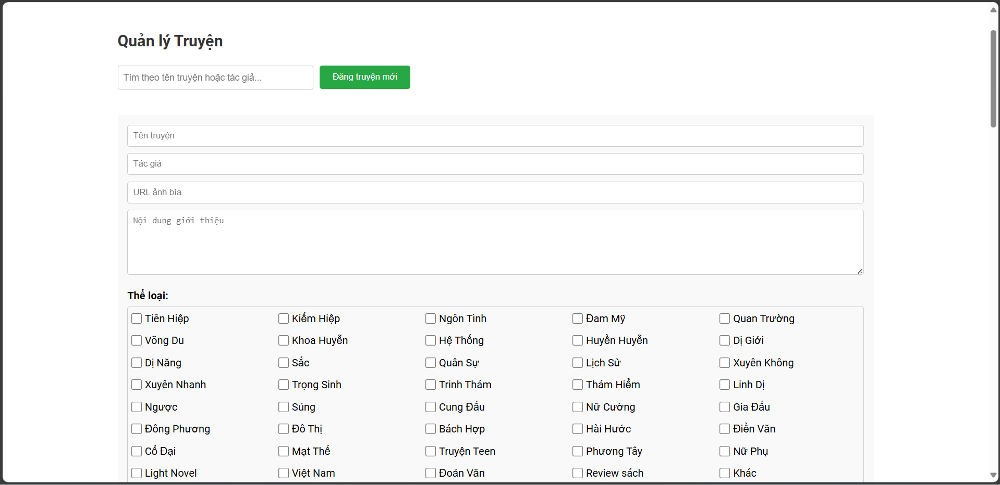 Quản lý Truyện
Tìm theo tên truyện hoặc tác giả...
Đăng truyện mới
Tên truyện
Tác giả
URL ảnh bìa
Nội dung giới thiệu
Thể loại:
Tiên Hiệp Kiếm Hiệp Ngôn Tình Đam Mỹ Quan Trường
Võng Du Khoa Huyễn Hệ Thống Huyền Huyễn Dị Giới
Dị Năng Sắc Quân Sự Lịch Sử Xuyên Không
Xuyên Nhanh Trọng Sinh Trinh Thám Thám Hiểm Linh Dị
Ngược Sủng Cung Đấu Nữ Cường Gia Đấu
Đông Phương Đô Thị Bách Hợp Hài Hước Điền Văn
Cổ Đại Mạt Thế Truyện Teen Phương Tây Nữ Phụ
Light Novel Việt Nam Đoản Văn Review sách Khác